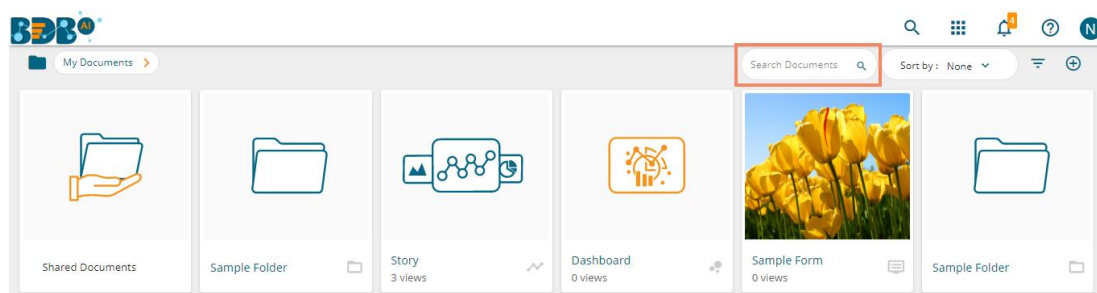 BDB AI
4
N
My Documents >
Search Documents
Sort by : None
Shared Documents
Sample Folder
Story
3 views
Dashboard
0 views
Sample Form
0 views
Sample Folder